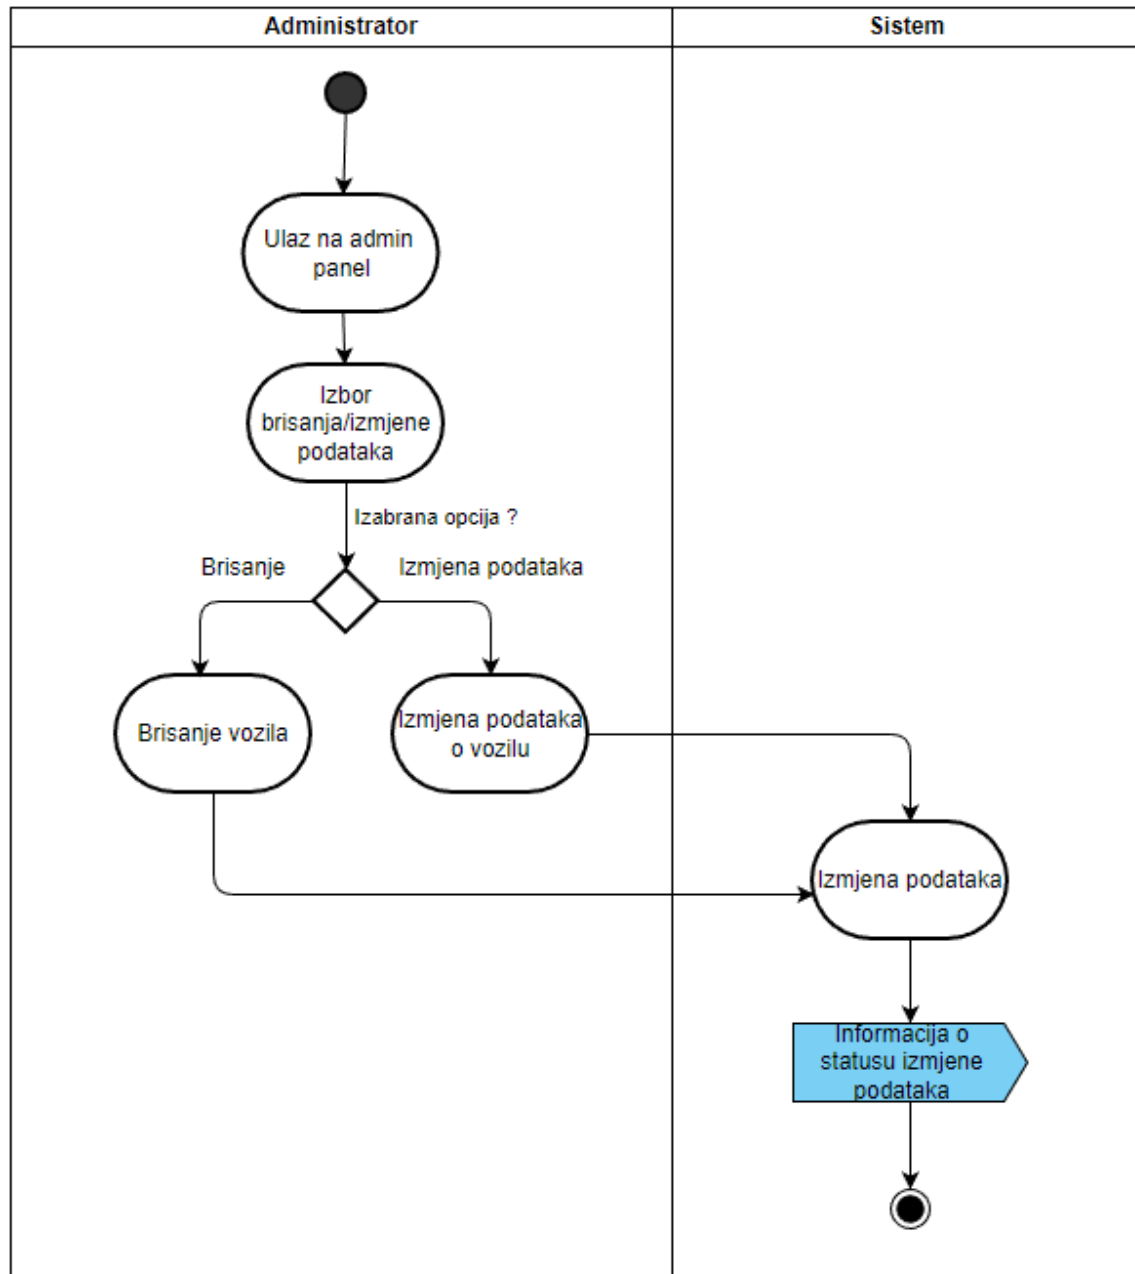 Administrator
Sistem
Ulaz na admin
panel
Izbor
brisanja/izmjene
podataka
Izabrana opcija ?
Brisanje
Izmjena podataka
Brisanje vozila
Izmjena podataka
o vozilu
Izmjena podataka
Informacija o
statusu izmjene
podataka